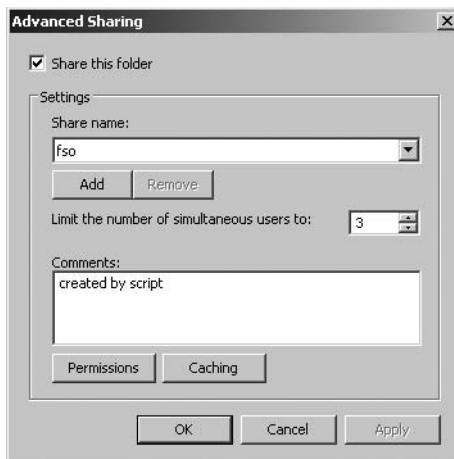 Advanced Sharing
Share this folder
Settings
Share name:
fso
Add Remove
Limit the number of simultaneous users to: 3
Comments:
created by script
Permissions Caching
OK Cancel Apply